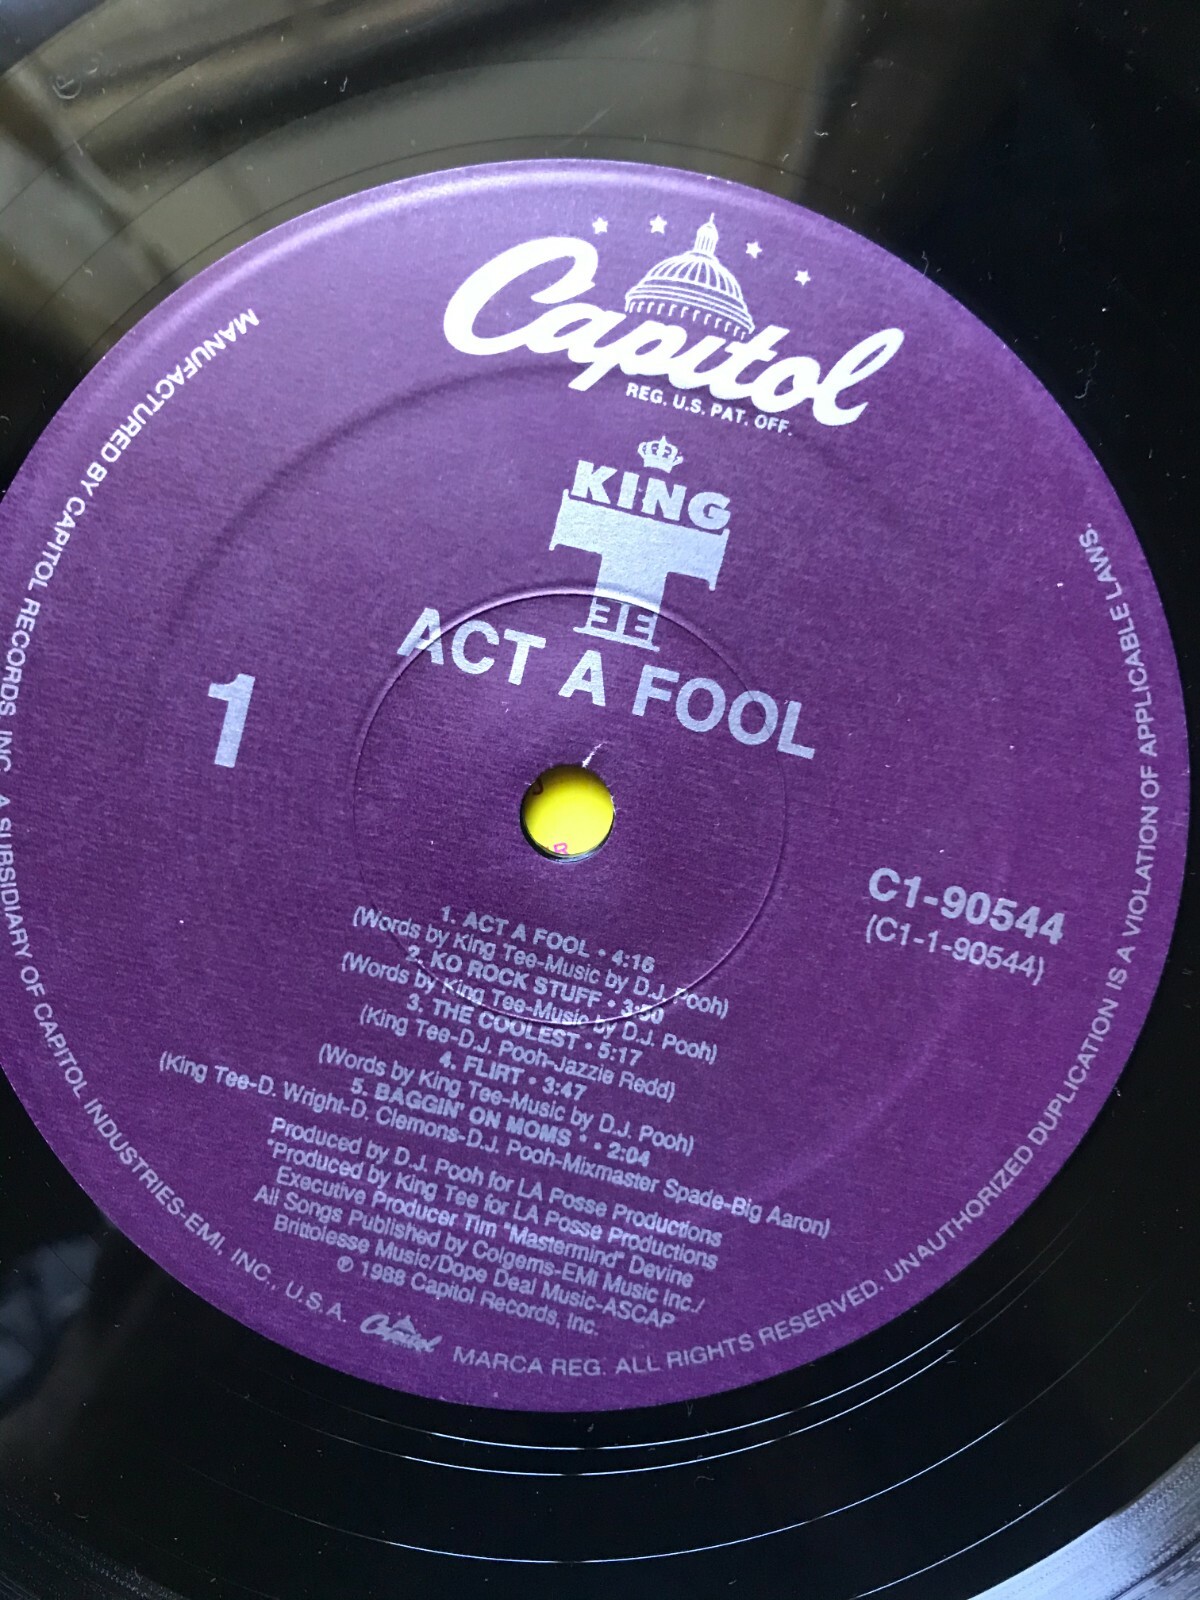 Capitol
REG. U.S. PAT. OFF.
KING
TEE
ACT A FOOL
1
C1-90544
(C1-1-90544)
1. ACT A FOOL • 4:16
(Words by King Tee-Music by D.J. Pooh)
2. KO ROCK STUFF • 3:50
(Words by King Tee-Music by D.J. Pooh)
3. THE COOLEST • 5:17
(King Tee-D.J. Pooh-Jazzie Redd)
4. FLIRT • 3:47
(Words by King Tee-Music by D.J. Pooh)
5. BAGGIN' ON MOMS * • 2:04
(King Tee-D. Wright-D. Clemons-D.J. Pooh-Mixmaster Spade-Big Aaron)
Produced by D.J. Pooh for LA Posse Productions
*Produced by King Tee for LA Posse Productions
Executive Producer Tim "Mastermind" Devine
All Songs Published by Colgems-EMI Music Inc./
Brittolesse Music/Dope Deal Music-ASCAP
℗ 1988 Capitol Records, Inc.
MANUFACTURED BY CAPITOL RECORDS, INC. A SUBSIDIARY OF CAPITOL INDUSTRIES-EMI, INC., U.S.A. Capitol MARCA REG. ALL RIGHTS RESERVED. UNAUTHORIZED DUPLICATION IS A VIOLATION OF APPLICABLE LAWS.